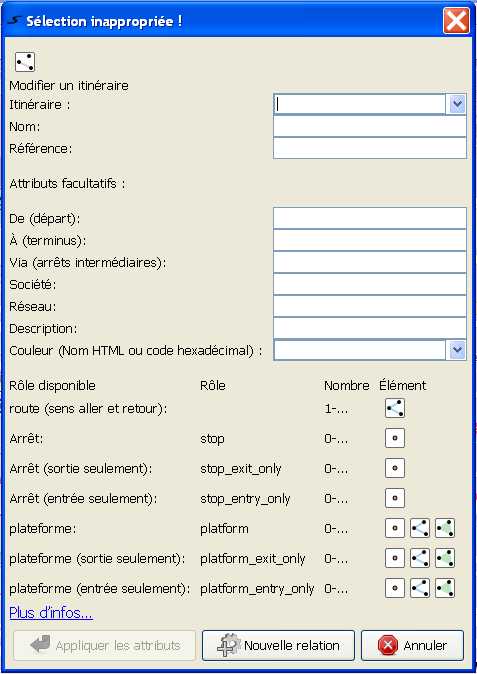 Sélection inappropriée !
Modifier un itinéraire
Itinéraire :
Nom:
Référence:
Attributs facultatifs :
De (départ):
À (terminus):
Via (arrêts intermédiaires):
Société:
Réseau:
Description:
Couleur (Nom HTML ou code hexadécimal) :
Rôle disponible Rôle Nombre Élément
route (sens aller et retour): 1-...
Arrêt: stop 0-...
Arrêt (sortie seulement): stop_exit_only 0-...
Arrêt (entrée seulement): stop_entry_only 0-...
plateforme: platform 0-...
plateforme (sortie seulement): platform_exit_only 0-...
plateforme (entrée seulement): platform_entry_only 0-...
Plus d'infos...
Appliquer les attributs Nouvelle relation Annuler